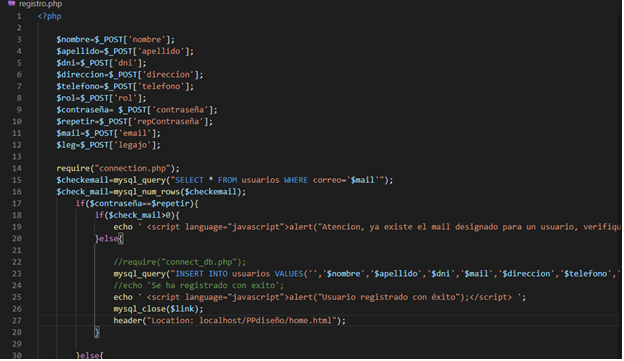 registro.php
1 <?php
2
3 $nombre=$_POST['nombre'];
4 $apellido=$_POST['apellido'];
5 $dni=$_POST['dni'];
6 $direccion=$_POST['direccion'];
7 $telefono=$_POST['telefono'];
8 $rol=$_POST['rol'];
9 $contraseña= $_POST['contraseña'];
10 $repetir=$_POST['repContraseña'];
11 $mail=$_POST['email'];
12 $leg=$_POST['legajo'];
13
14 require("connection.php");
15 $checkemail=mysql_query("SELECT * FROM usuarios WHERE correo='$mail'");
16 $check_mail=mysql_num_rows($checkemail);
17 if($contraseña==$repetir){
18 if($check_mail>0){
19 echo ' <script language="javascript">alert("Atencion, ya existe el mail designado para un usuario, verifiqu
20 }else{
21
22 //require("connect_db.php");
23 mysql_query("INSERT INTO usuarios VALUES('','$nombre','$apellido','$dni','$mail','$direccion','$telefono','
24 //echo 'Se ha registrado con exito';
25 echo ' <script language="javascript">alert("Usuario registrado con éxito");</script> ';
26 mysql_close($link);
27 header("Location: localhost/PPdiseño/home.html");
28 }
29
30 }else{